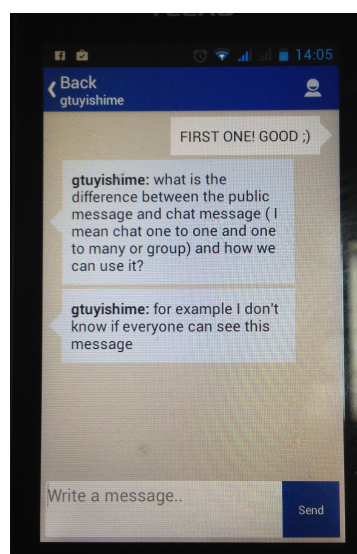 14:05
Back
gtuyishime
FIRST ONE! GOOD ;)
gtuyishime: what is the
difference between the public
message and chat message ( I
mean chat one to one and one
to many or group) and how we
can use it?
gtuyishime: for example I don't
know if everyone can see this
message
Write a message..
Send